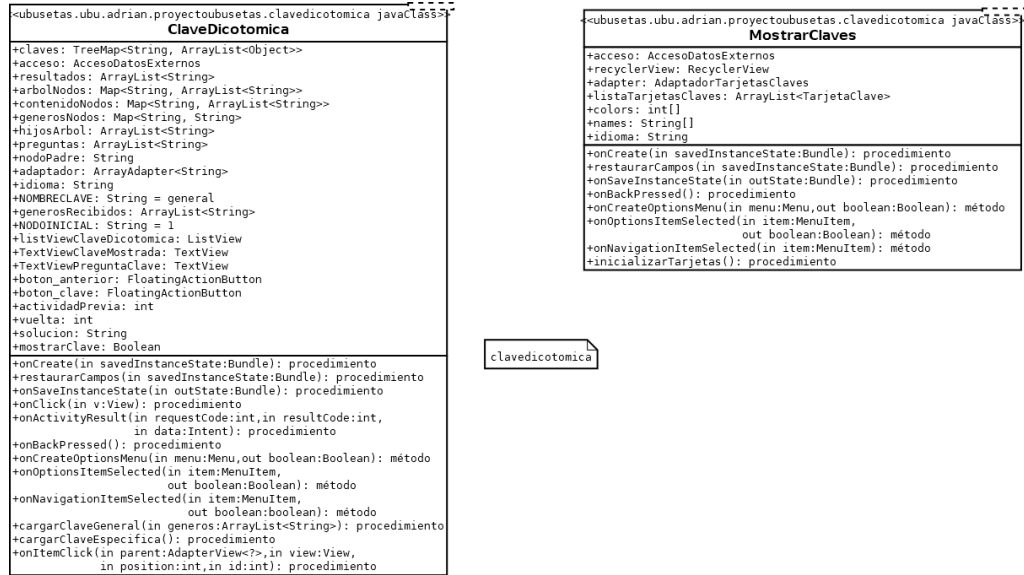 <ubusetas.ubu.adrian.proyectoubusetas.clavedicotomica javaClass>
ClaveDicotomica
+claves: TreeMap<String, ArrayList<Object>>
+acceso: AccesoDatosExternos
+resultados: ArrayList<String>
+arbolNodos: Map<String, ArrayList<String>>
+contenidoNodos: Map<String, ArrayList<String>>
+generosNodos: Map<String, String>
+hijosArbol: ArrayList<String>
+preguntas: ArrayList<String>
+nodoPadre: String
+adaptador: ArrayAdapter<String>
+idioma: String
+NOMBRECLAVE: String = general
+generosRecibidos: ArrayList<String>
+NODOINICIAL: String = 1
+listViewClaveDicotomica: ListView
+TextViewClaveMostrada: TextView
+TextViewPreguntaClave: TextView
+boton_anterior: FloatingActionButton
+boton_clave: FloatingActionButton
+actividadPrevia: int
+vuelta: int
+solucion: String
+mostrarClave: Boolean
+onCreate(in savedInstanceState:Bundle): procedimiento
+restaurarCampos(in savedInstanceState:Bundle): procedimiento
+onSaveInstanceState(in outState:Bundle): procedimiento
+onClick(in v:View): procedimiento
+onActivityResult(in requestCode:int,in resultCode:int,
in data:Intent): procedimiento
+onBackPressed(): procedimiento
+onCreateOptionsMenu(in menu:Menu,out boolean:Boolean): método
+onOptionsItemSelected(in item:MenuItem,
out boolean:Boolean): método
+onNavigationItemSelected(in item:MenuItem,
out boolean:boolean): método
+cargarClaveGeneral(in generos:ArrayList<String>): procedimiento
+cargarClaveEspecifica(): procedimiento
+onItemClick(in parent:AdapterView<?>,in view:View,
in position:int,in id:int): procedimiento
<ubusetas.ubu.adrian.proyectoubusetas.clavedicotomica javaClass>
MostrarClaves
+acceso: AccesoDatosExternos
+recyclerView: RecyclerView
+adapter: AdaptadorTarjetasClaves
+listaTarjetasClaves: ArrayList<TarjetaClave>
+colors: int[]
+names: String[]
+idioma: String
+onCreate(in savedInstanceState:Bundle): procedimiento
+restaurarCampos(in savedInstanceState:Bundle): procedimiento
+onSaveInstanceState(in outState:Bundle): procedimiento
+onBackPressed(): procedimiento
+onCreateOptionsMenu(in menu:Menu,out boolean:Boolean): método
+onOptionsItemSelected(in item:MenuItem,
out boolean:Boolean): método
+onNavigationItemSelected(in item:MenuItem): método
+inicializarTarjetas(): procedimiento
clavedicotomica